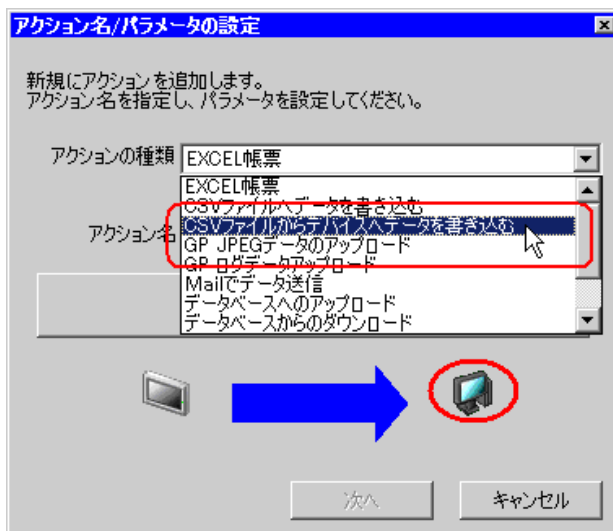 アクション名/パラメータの設定
新規にアクションを追加します。
アクション名を指定し、パラメータを設定してください。
アクションの種類 EXCEL帳票
EXCEL帳票
CSVファイルへデータを書き込む
アクション名 CSVファイルからデバイスへデータを書き込む
GP JPEGデータのアップロード
GP ログデータアップロード
Mailでデータ送信
データベースへのアップロード
データベースからのダウンロード
次へ キャンセル